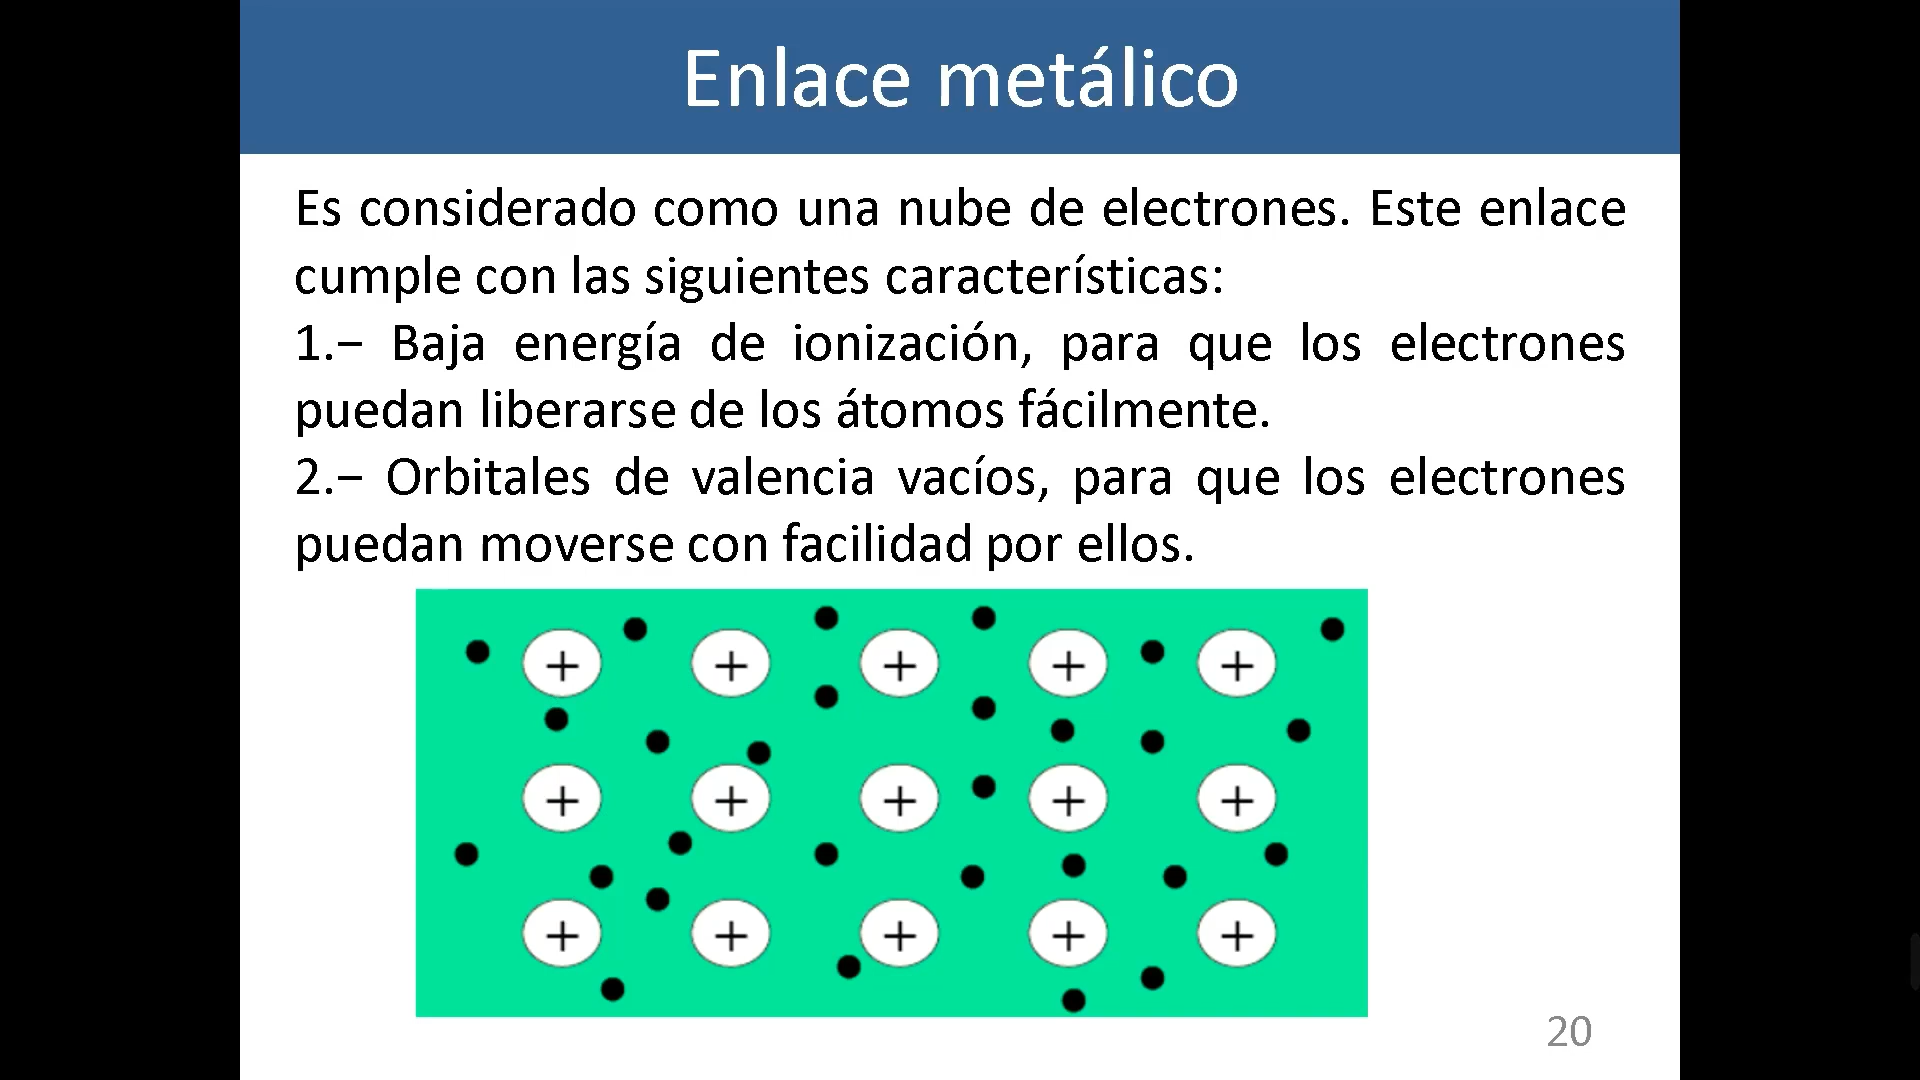 Enlace metálico
Es considerado como una nube de electrones. Este enlace
cumple con las siguientes características:
1.− Baja energía de ionización, para que los electrones
puedan liberarse de los átomos fácilmente.
2.− Orbitales de valencia vacíos, para que los electrones
puedan moverse con facilidad por ellos.
+ + + + +
+ + + + +
+ + + + +
20